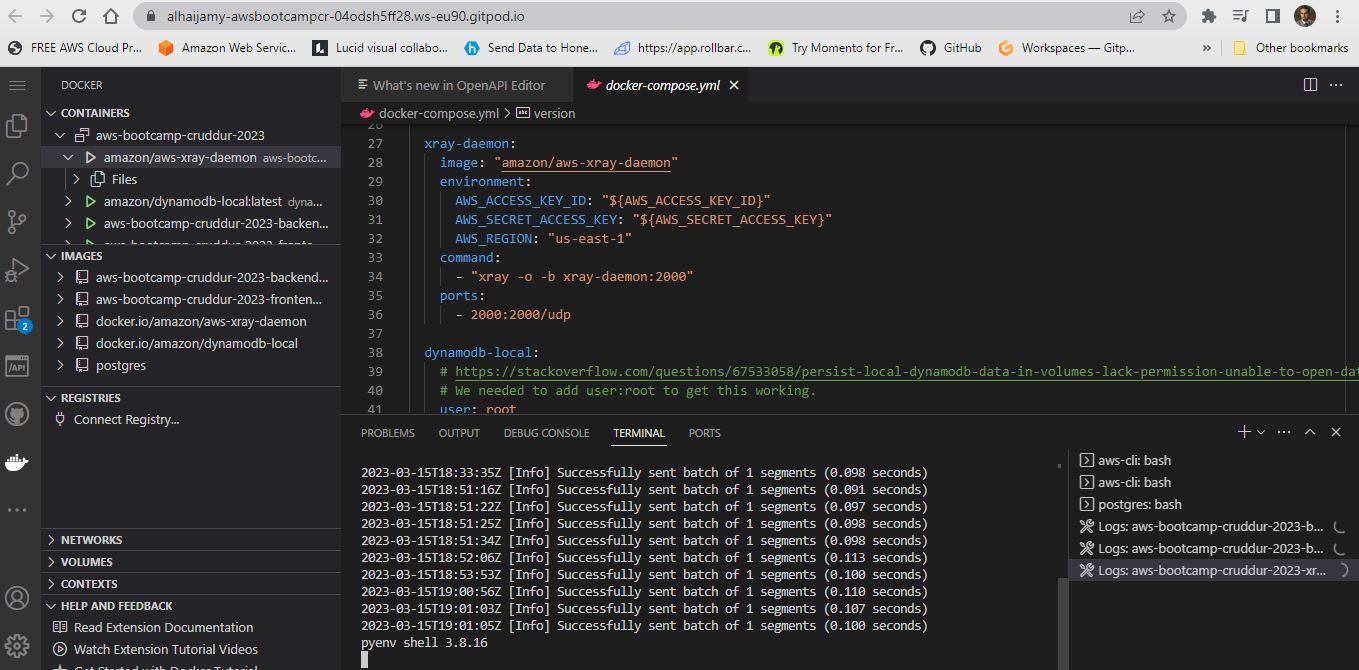 alhaijamy-awsbootcampcr-04odsh5ff28.ws-eu90.gitpod.io
FREE AWS Cloud Pr...
Amazon Web Servic...
Lucid visual collabo...
Send Data to Hone...
https://app.rollbar.c...
Try Momento for Fr...
GitHub
Workspaces — Gitp...
»
Other bookmarks
DOCKER
CONTAINERS
aws-bootcamp-cruddur-2023
amazon/aws-xray-daemon aws-bootc...
Files
amazon/dynamodb-local:latest dyna...
aws-bootcamp-cruddur-2023-backen...
aws-bootcamp-cruddur-2023-fronte...
IMAGES
aws-bootcamp-cruddur-2023-backend...
aws-bootcamp-cruddur-2023-fronten...
docker.io/amazon/aws-xray-daemon
docker.io/amazon/dynamodb-local
postgres
REGISTRIES
Connect Registry...
NETWORKS
VOLUMES
CONTEXTS
HELP AND FEEDBACK
Read Extension Documentation
Watch Extension Tutorial Videos
Get Started with Docker Tutorial
2
/API
What's new in OpenAPI Editor
docker-compose.yml
docker-compose.yml > abc version
26
27 xray-daemon:
28 image: "amazon/aws-xray-daemon"
29 environment:
30 AWS_ACCESS_KEY_ID: "${AWS_ACCESS_KEY_ID}"
31 AWS_SECRET_ACCESS_KEY: "${AWS_SECRET_ACCESS_KEY}"
32 AWS_REGION: "us-east-1"
33 command:
34 - "xray -o -b xray-daemon:2000"
35 ports:
36 - 2000:2000/udp
37
38 dynamodb-local:
39 # https://stackoverflow.com/questions/67533058/persist-local-dynamodb-data-in-volumes-lack-permission-unable-to-open-dat
40 # We needed to add user:root to get this working.
41 user: root
PROBLEMS OUTPUT DEBUG CONSOLE TERMINAL PORTS
2023-03-15T18:33:35Z [Info] Successfully sent batch of 1 segments (0.098 seconds)
2023-03-15T18:51:16Z [Info] Successfully sent batch of 1 segments (0.091 seconds)
2023-03-15T18:51:22Z [Info] Successfully sent batch of 1 segments (0.097 seconds)
2023-03-15T18:51:25Z [Info] Successfully sent batch of 1 segments (0.098 seconds)
2023-03-15T18:51:34Z [Info] Successfully sent batch of 1 segments (0.098 seconds)
2023-03-15T18:52:06Z [Info] Successfully sent batch of 1 segments (0.113 seconds)
2023-03-15T18:53:53Z [Info] Successfully sent batch of 1 segments (0.100 seconds)
2023-03-15T19:00:56Z [Info] Successfully sent batch of 1 segments (0.110 seconds)
2023-03-15T19:01:03Z [Info] Successfully sent batch of 1 segments (0.107 seconds)
2023-03-15T19:01:05Z [Info] Successfully sent batch of 1 segments (0.100 seconds)
pyenv shell 3.8.16
aws-cli: bash
aws-cli: bash
postgres: bash
Logs: aws-bootcamp-cruddur-2023-b...
Logs: aws-bootcamp-cruddur-2023-b...
Logs: aws-bootcamp-cruddur-2023-xr...